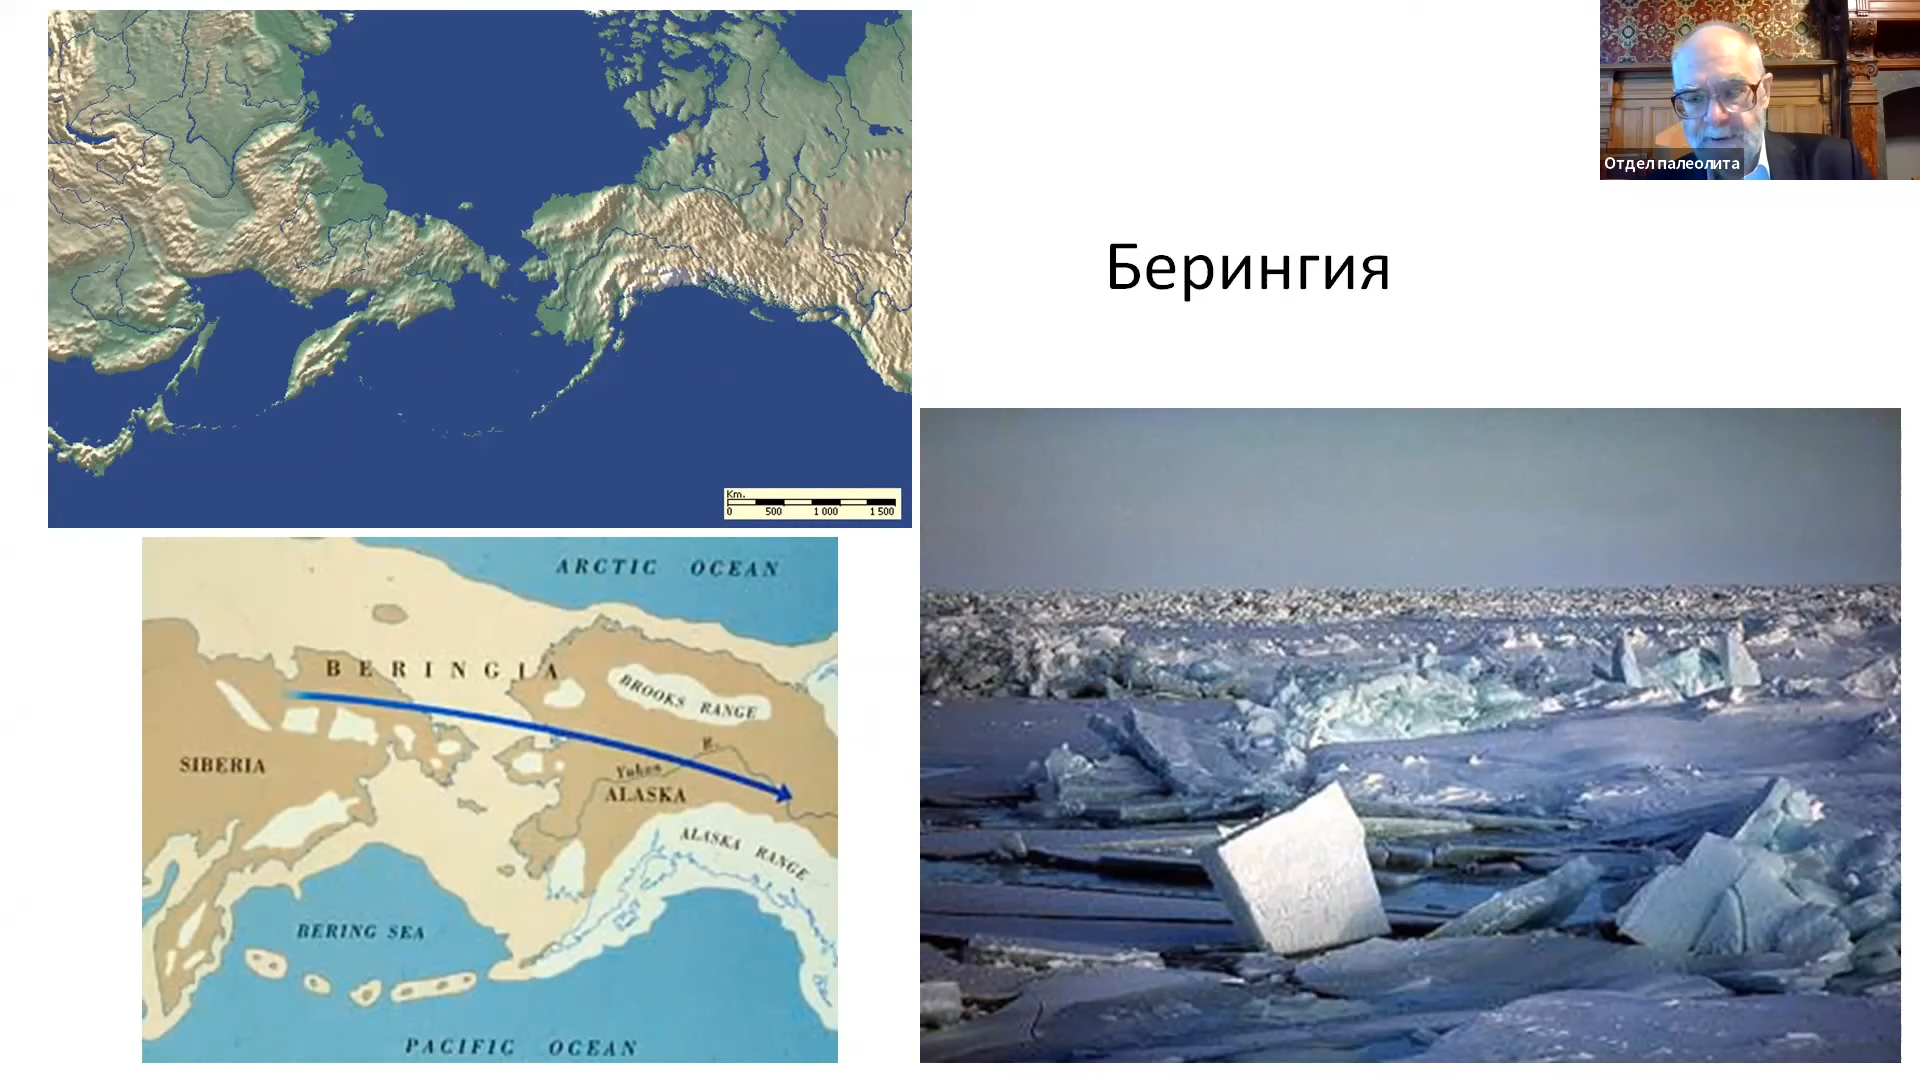 Отдел палеолита
Берингия
Km.
0 500 1 000 1 500
ARCTIC OCEAN
BERINGIA
BROOKS RANGE
SIBERIA
R.
Yukon
ALASKA
ALASKA RANGE
BERING SEA
PACIFIC OCEAN